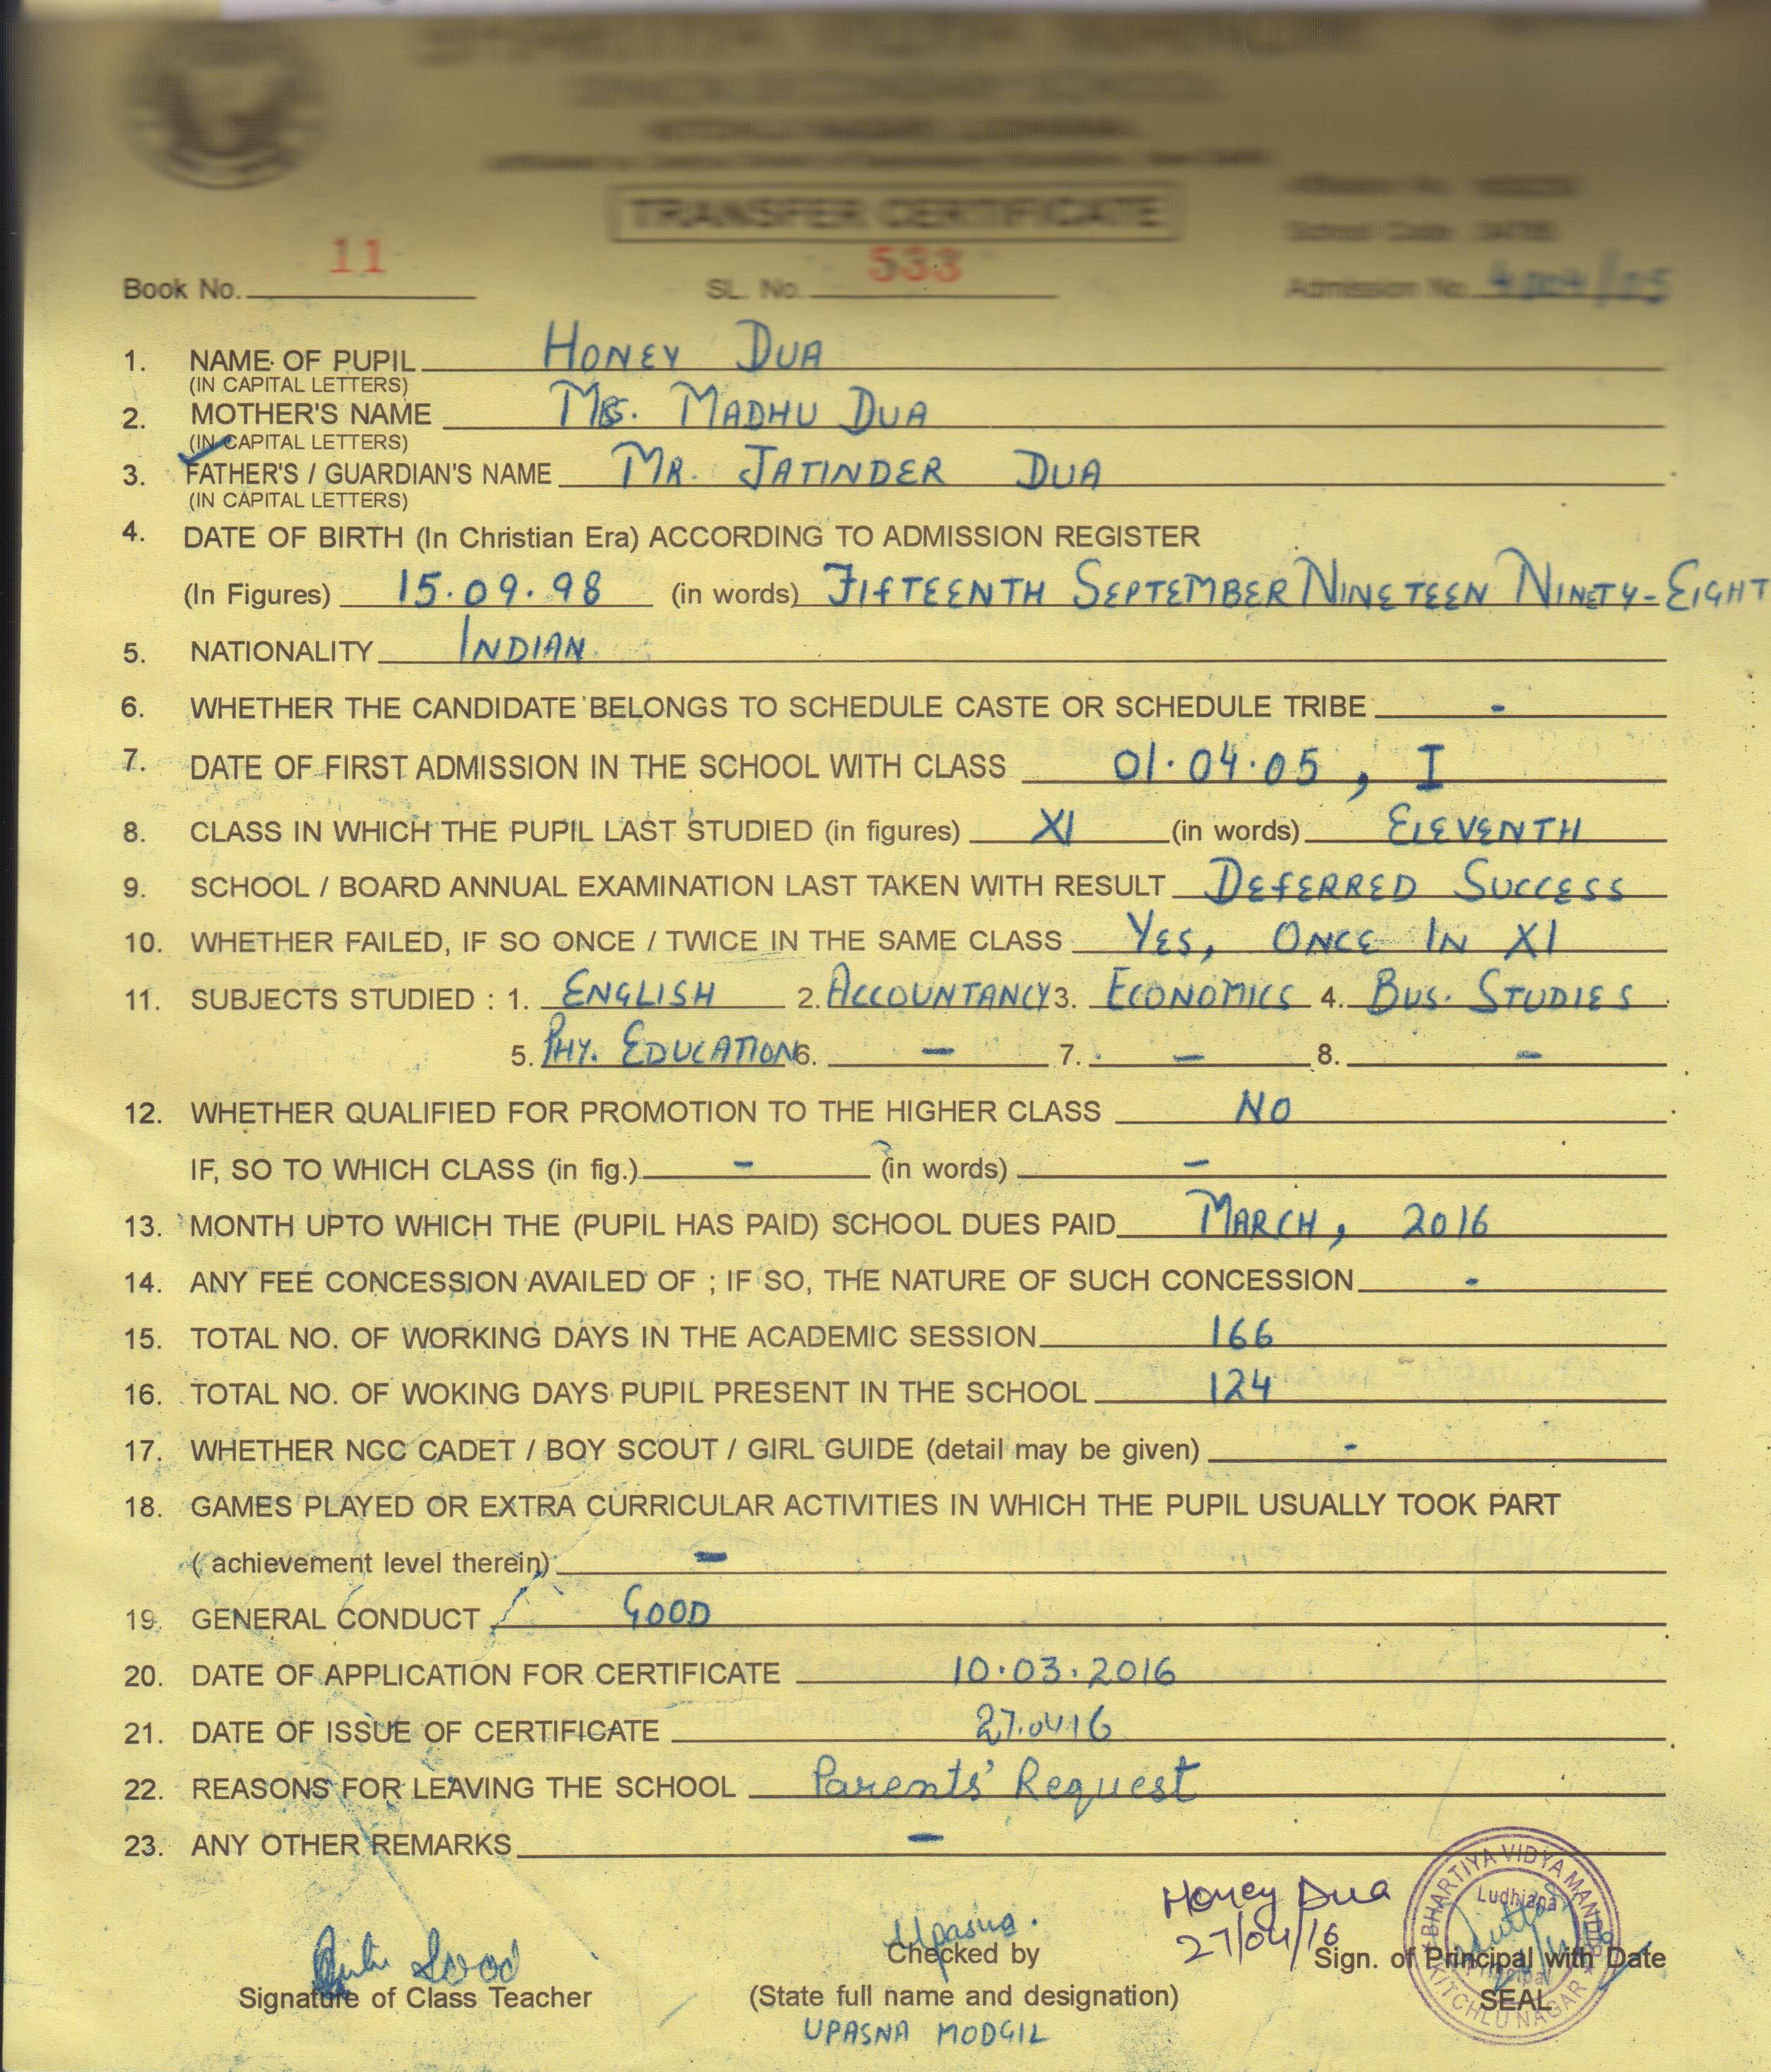 SENIOR SECONDARY SCHOOL
KITCHLU NAGAR, LUDHIANA
TRANSFER CERTIFICATE
Book No. 11 SL. No. 533 Admission No.
1. NAME OF PUPIL HONEY DUA
(IN CAPITAL LETTERS)
2. MOTHER'S NAME MRS. MADHU DUA
(IN CAPITAL LETTERS)
3. FATHER'S / GUARDIAN'S NAME MR. JATINDER DUA
(IN CAPITAL LETTERS)
4. DATE OF BIRTH (In Christian Era) ACCORDING TO ADMISSION REGISTER
(In Figures) 15.09.98 (in words) FIFTEENTH SEPTEMBER NINETEEN NINETY-EIGHT
5. NATIONALITY INDIAN
6. WHETHER THE CANDIDATE BELONGS TO SCHEDULE CASTE OR SCHEDULE TRIBE -
7. DATE OF FIRST ADMISSION IN THE SCHOOL WITH CLASS 01.04.05, I
8. CLASS IN WHICH THE PUPIL LAST STUDIED (in figures) XI (in words) ELEVENTH
9. SCHOOL / BOARD ANNUAL EXAMINATION LAST TAKEN WITH RESULT DEFERRED SUCCESS
10. WHETHER FAILED, IF SO ONCE / TWICE IN THE SAME CLASS YES, ONCE IN XI
11. SUBJECTS STUDIED : 1. ENGLISH 2. ACCOUNTANCY 3. ECONOMICS 4. BUS. STUDIES
5. PHY. EDUCATION 6. - 7. - 8. -
12. WHETHER QUALIFIED FOR PROMOTION TO THE HIGHER CLASS NO
IF, SO TO WHICH CLASS (in fig.) - (in words) -
13. MONTH UPTO WHICH THE (PUPIL HAS PAID) SCHOOL DUES PAID MARCH, 2016
14. ANY FEE CONCESSION AVAILED OF ; IF SO, THE NATURE OF SUCH CONCESSION -
15. TOTAL NO. OF WORKING DAYS IN THE ACADEMIC SESSION 166
16. TOTAL NO. OF WOKING DAYS PUPIL PRESENT IN THE SCHOOL 124
17. WHETHER NCC CADET / BOY SCOUT / GIRL GUIDE (detail may be given) -
18. GAMES PLAYED OR EXTRA CURRICULAR ACTIVITIES IN WHICH THE PUPIL USUALLY TOOK PART
( achievement level therein) -
19. GENERAL CONDUCT GOOD
20. DATE OF APPLICATION FOR CERTIFICATE 10.03.2016
21. DATE OF ISSUE OF CERTIFICATE 27.04.16
22. REASONS FOR LEAVING THE SCHOOL Parents' Request
23. ANY OTHER REMARKS -
Honey Dua
27/04/16
BHARTIYA VIDYA MANDIR
Ludhiana
Principal
KITCHLU NAGAR
Sood
Upasna.
Checked by
Sign. of Principal with Date
Signature of Class Teacher (State full name and designation) SEAL
UPASNA MODGIL